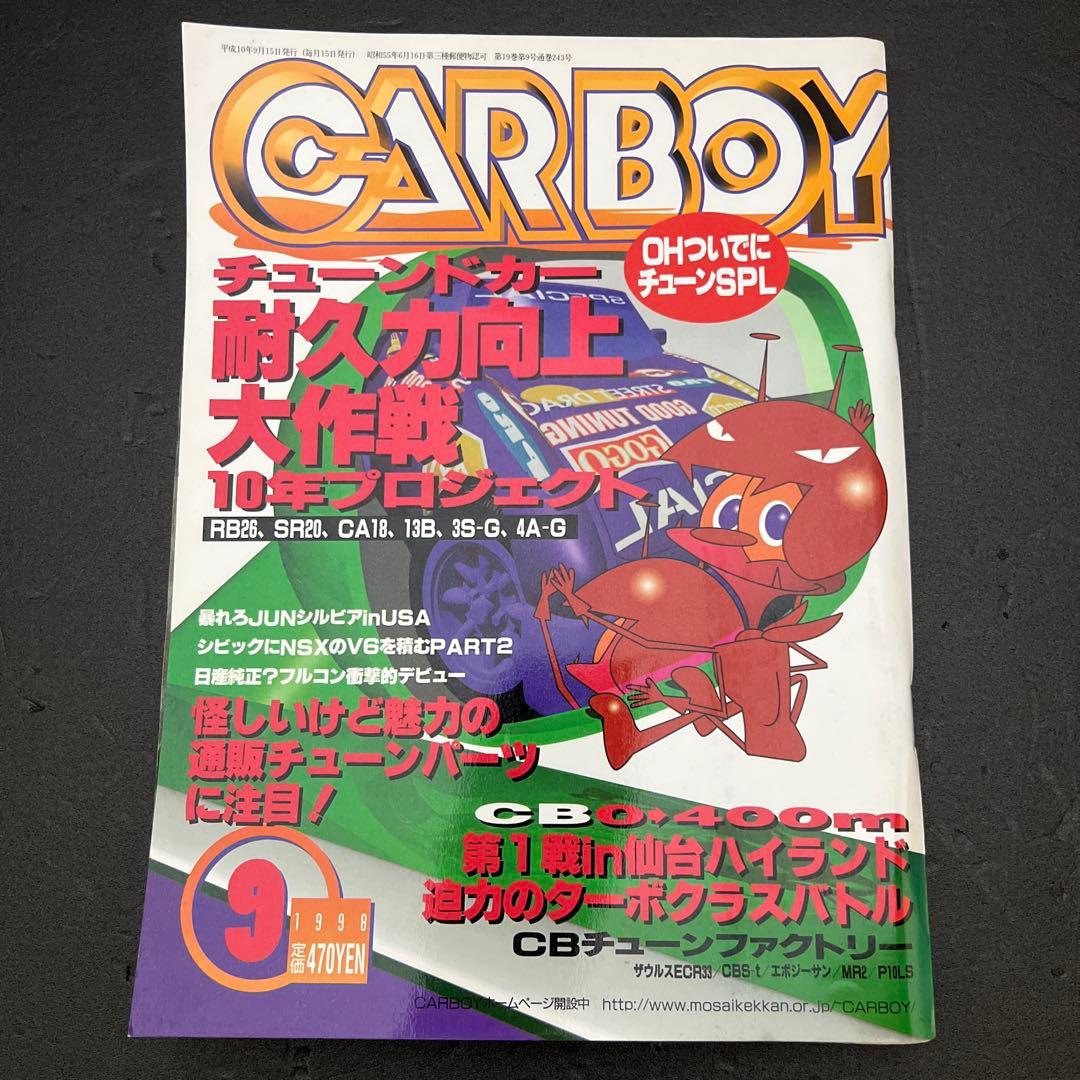 平成10年9月15日発行(毎月15日発行) 昭和55年6月16日第三種郵便物認可 第19巻第9号通巻243号
CARBOY
OHついでに
チューンSPL
チューンドカー
耐久力向上
大作戦
10年プロジェクト
RB26、SR20、CA18、13B、3S-G、4A-G
SPECIAL
STREET DRAG
GOOD TUNING
GOGO
暴れろJUNシルビアinUSA
シビックにNSXのV6を積むPART2
日産純正?フルコン衝撃的デビュー
怪しいけど魅力の
通販チューンパーツ
に注目!
CB0→400m
第1戦in仙台ハイランド
迫力のターボクラスバトル
CBチューンファクトリー
ザウルスECR33/CBS-t/エボジーサン/MR2/P10LS
9
1998
定価470YEN
CARBOYホームページ開設中 http://www.mosaikekkan.or.jp/~CARBOY/